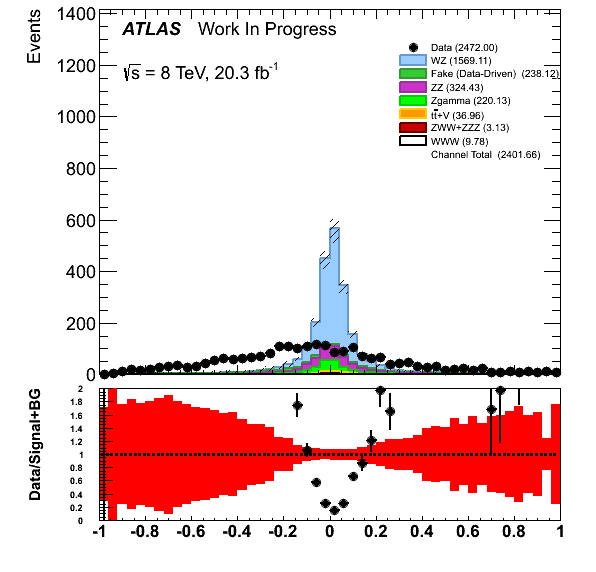 Events
1400
1200
1000
800
600
400
200
0
ATLAS Work In Progress
√s = 8 TeV, 20.3 fb-1
Data (2472.00)
WZ (1569.11)
Fake (Data-Driven) (238.12)
ZZ (324.43)
Zgamma (220.13)
tt̄+V (36.96)
ZWW+ZZZ (3.13)
WWW (9.78)
Channel Total (2401.66)
Data/Signal+BG
2
1.8
1.6
1.4
1.2
1
0.8
0.6
0.4
0.2
0
-1 -0.8 -0.6 -0.4 -0.2 0 0.2 0.4 0.6 0.8 1